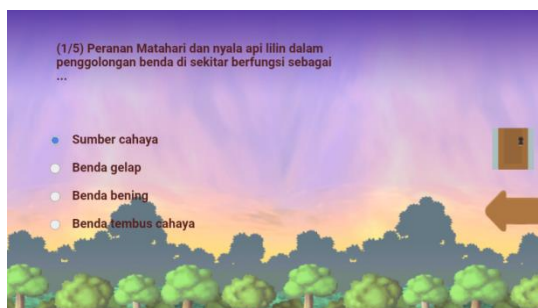 (1/5) Peranan Matahari dan nyala api lilin dalam
penggolongan benda di sekitar berfungsi sebagai
...
Sumber cahaya
Benda gelap
Benda bening
Benda tembus cahaya